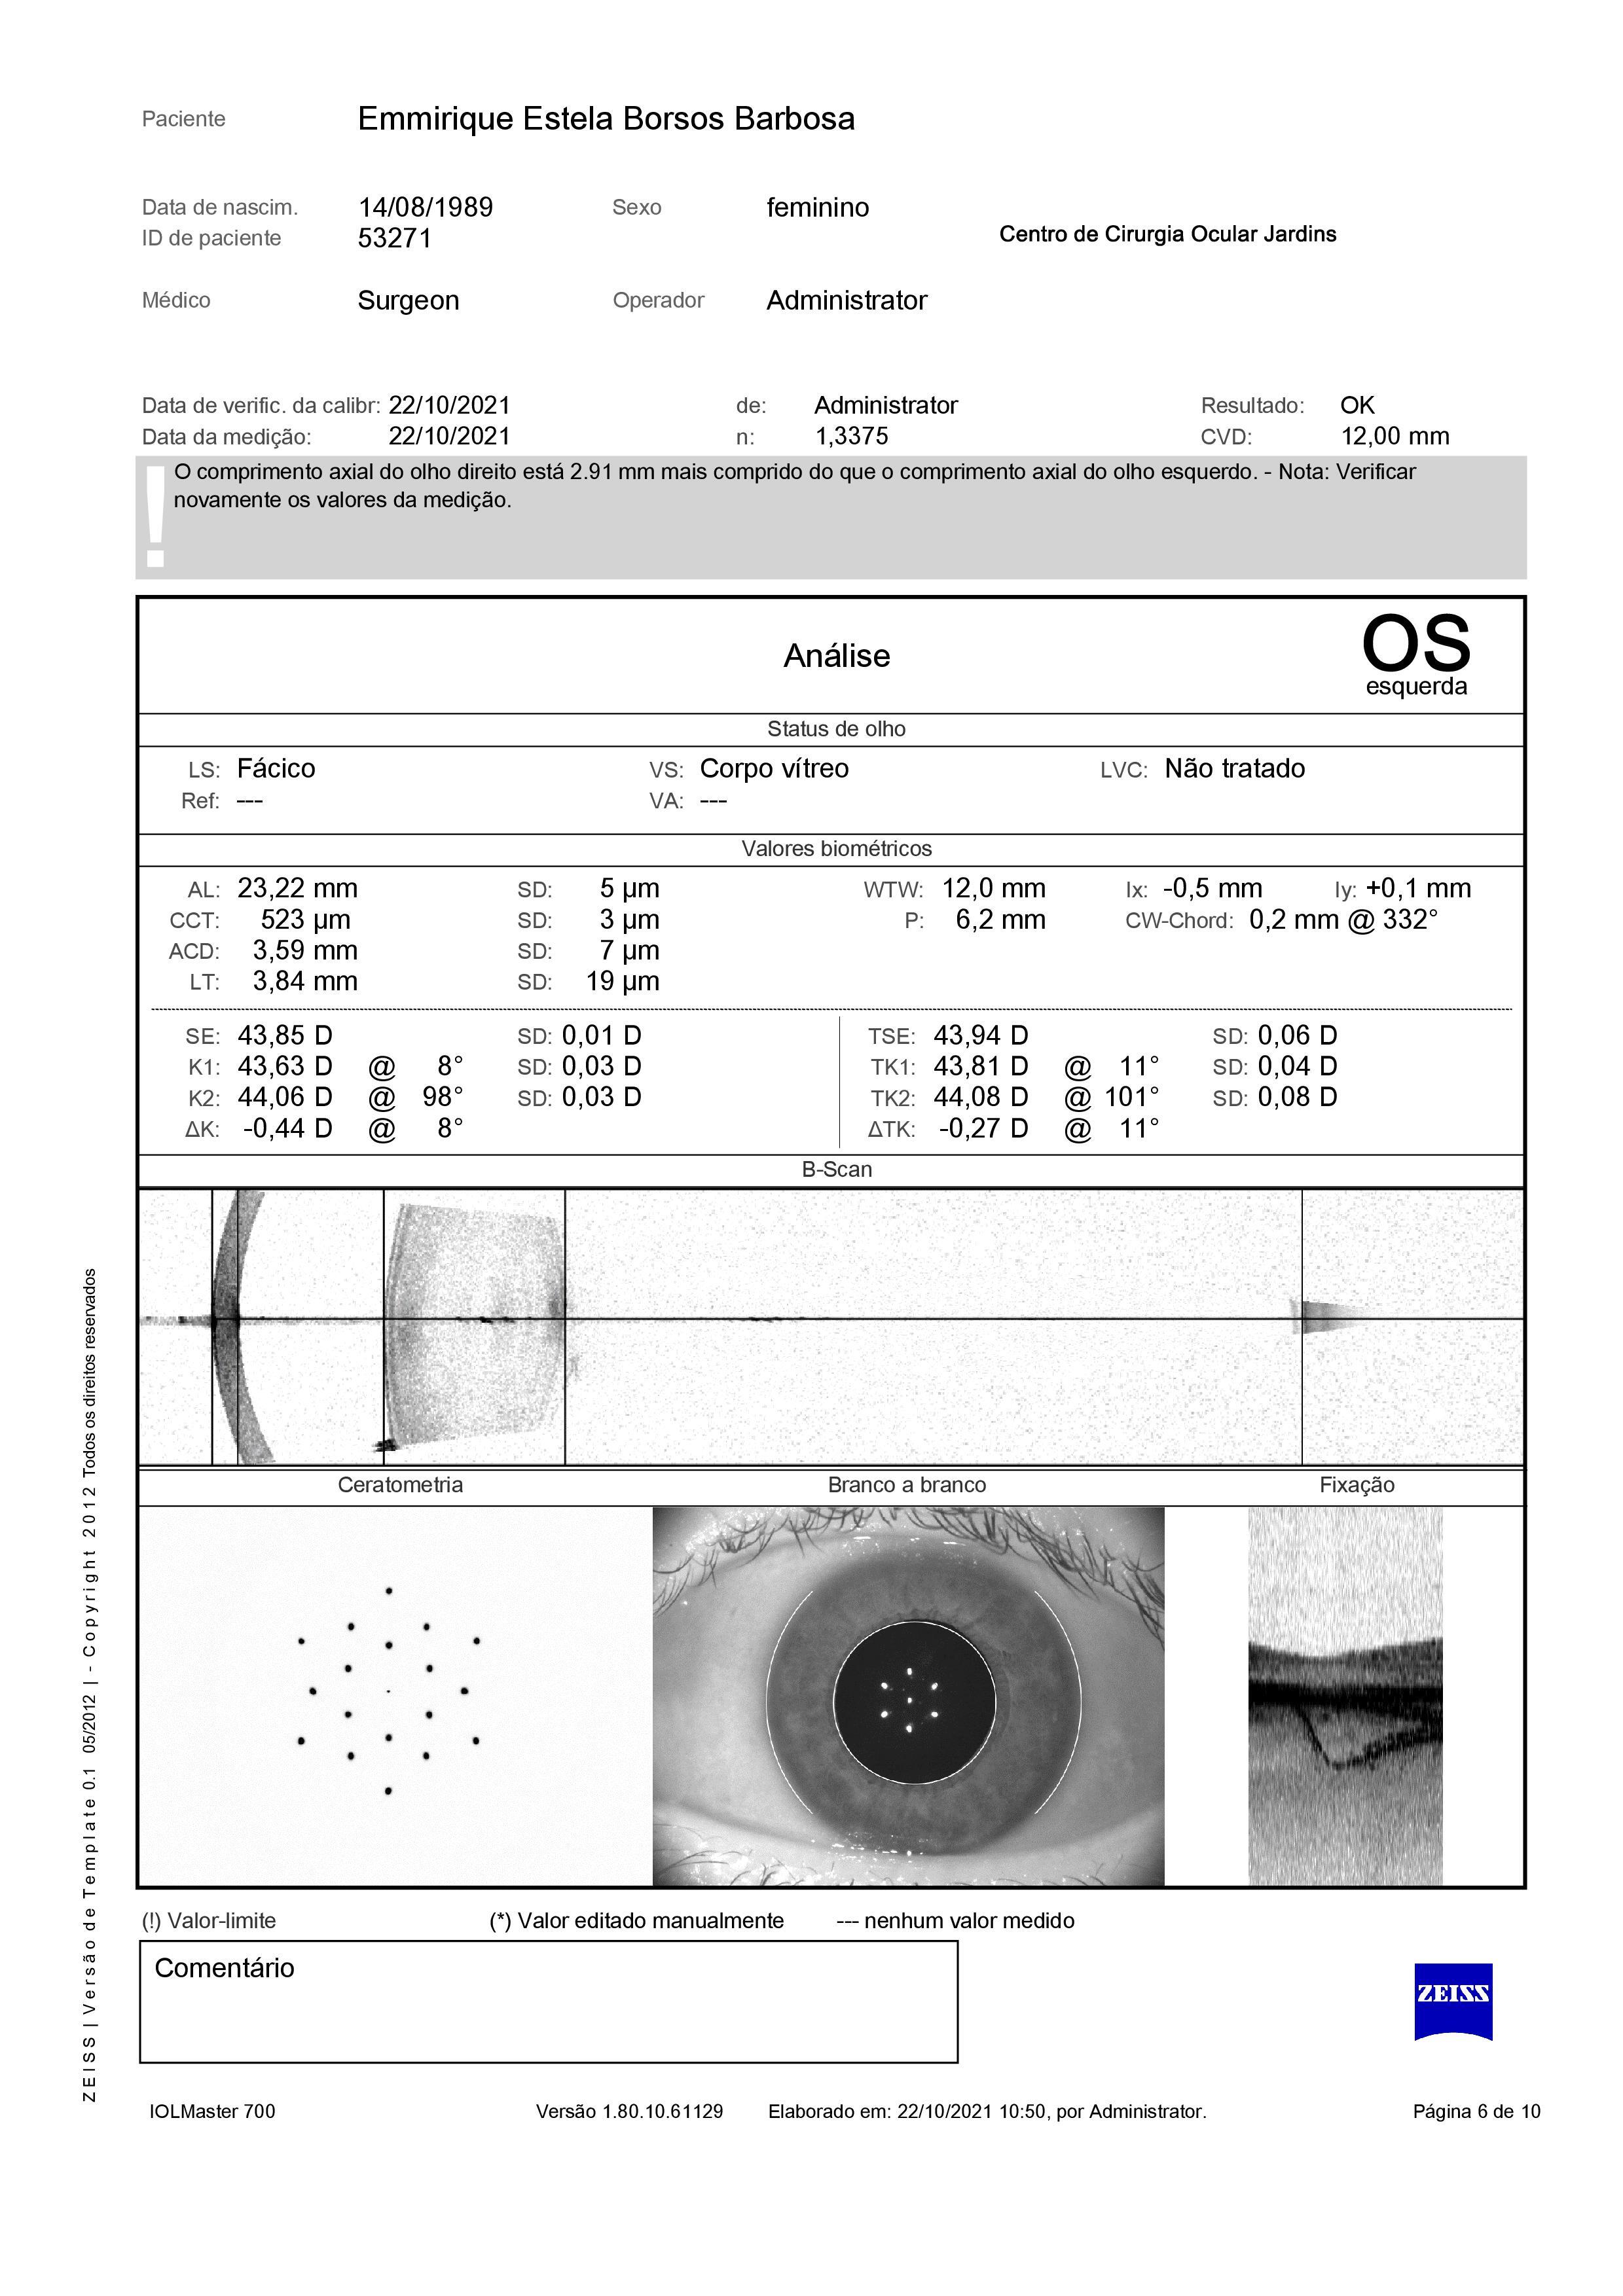 Paciente Emmirique Estela Borsos Barbosa
Data de nascim. 14/08/1989 Sexo feminino
ID de paciente 53271
Centro de Cirurgia Ocular Jardins
Médico Surgeon Operador Administrator
Data de verific. da calibr: 22/10/2021 de: Administrator Resultado: OK
Data da medição: 22/10/2021 n: 1,3375 CVD: 12,00 mm
! O comprimento axial do olho direito está 2.91 mm mais comprido do que o comprimento axial do olho esquerdo. - Nota: Verificar
novamente os valores da medição.
Análise
OS
esquerda
Status de olho
LS: Fácico VS: Corpo vítreo LVC: Não tratado
Ref: --- VA: ---
Valores biométricos
AL: 23,22 mm SD: 5 µm WTW: 12,0 mm Ix: -0,5 mm Iy: +0,1 mm
CCT: 523 µm SD: 3 µm P: 6,2 mm CW-Chord: 0,2 mm @ 332°
ACD: 3,59 mm SD: 7 µm
LT: 3,84 mm SD: 19 µm
SE: 43,85 D SD: 0,01 D TSE: 43,94 D SD: 0,06 D
K1: 43,63 D @ 8° SD: 0,03 D TK1: 43,81 D @ 11° SD: 0,04 D
K2: 44,06 D @ 98° SD: 0,03 D TK2: 44,08 D @ 101° SD: 0,08 D
ΔK: -0,44 D @ 8° ΔTK: -0,27 D @ 11°
B-Scan
Ceratometria Branco a branco Fixação
(!) Valor-limite (*) Valor editado manualmente --- nenhum valor medido
Comentário
ZEISS
IOLMaster 700 Versão 1.80.10.61129 Elaborado em: 22/10/2021 10:50, por Administrator. Página 6 de 10
ZEISS | Versão de Template 0.1 05/2012 | - Copyright 2012 Todos os direitos reservados